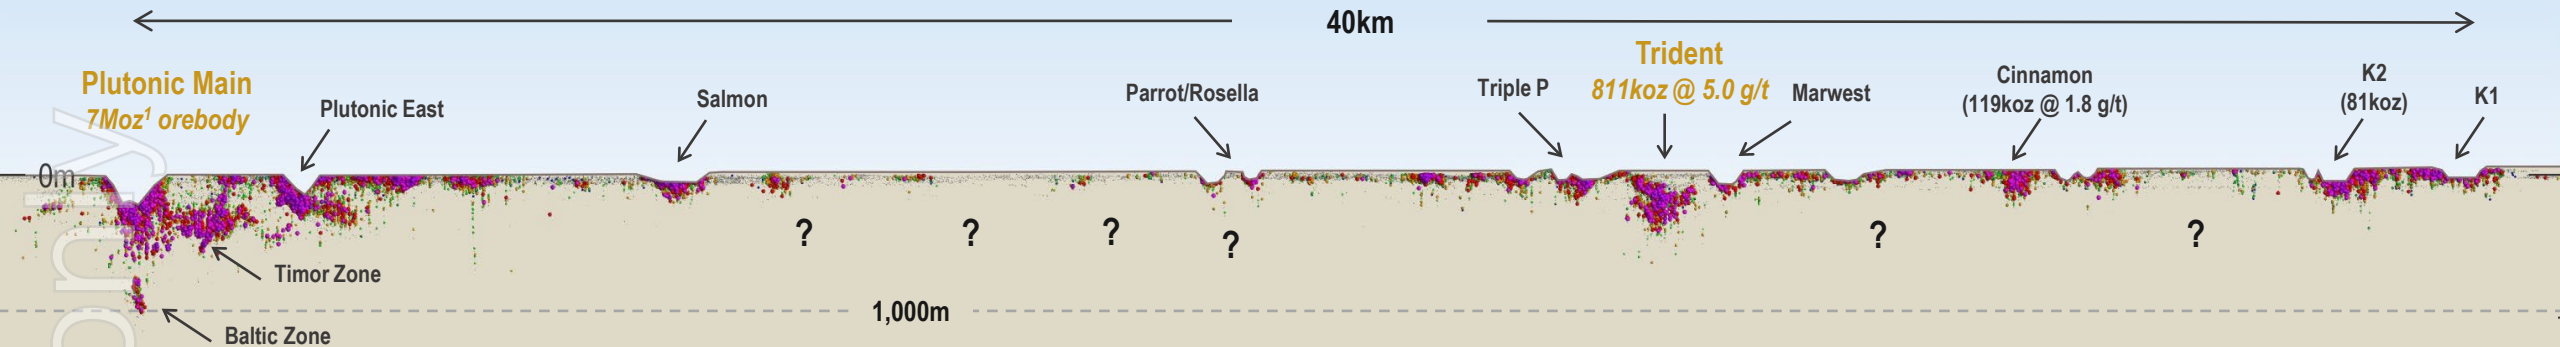 40km
Plutonic Main
7Moz¹ orebody
Plutonic East
Salmon
Parrot/Rosella
Triple P
Trident
811koz @ 5.0 g/t
Marwest
Cinnamon
(119koz @ 1.8 g/t)
K2
(81koz)
K1
0m
?
?
?
?
?
?
Timor Zone
1,000m
Baltic Zone
only